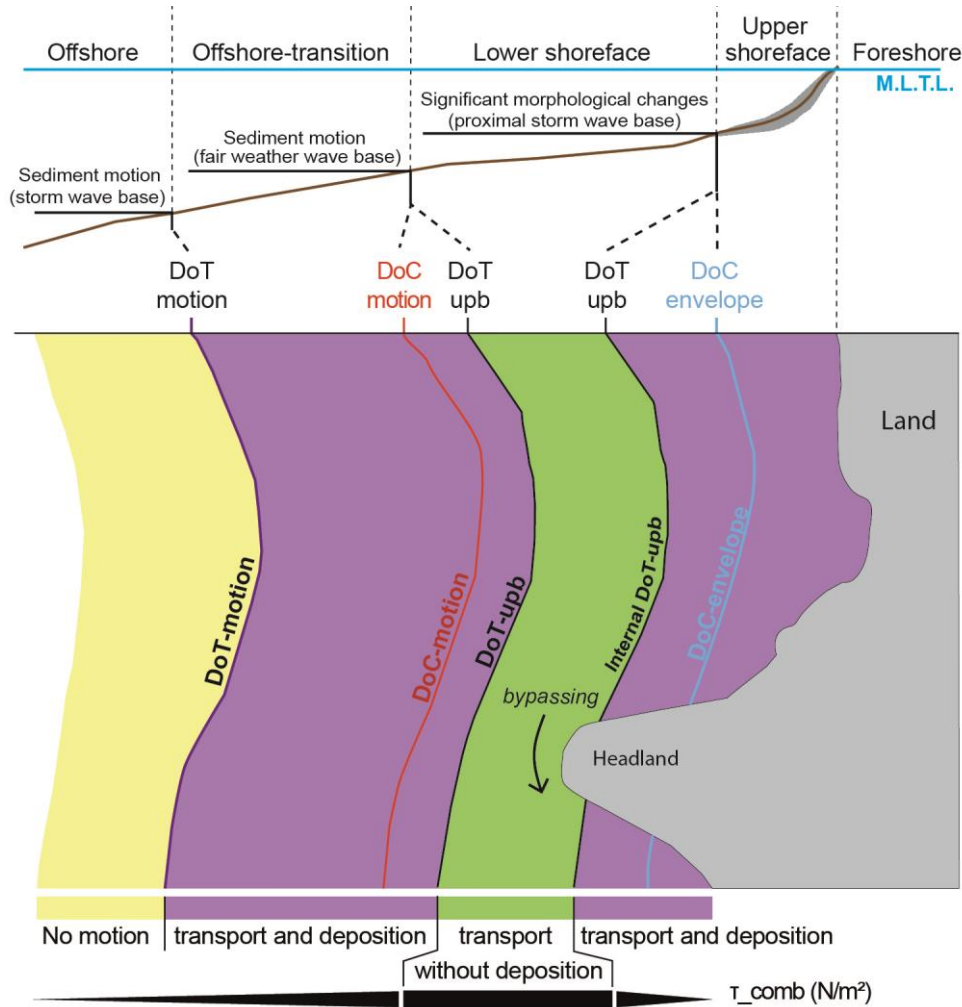 Offshore
Offshore-transition
Lower shoreface
Upper
shoreface
Foreshore
M.L.T.L.
Significant morphological changes
(proximal storm wave base)
Sediment motion
(fair weather wave base)
Sediment motion
(storm wave base)
DoT
motion
DoC
motion
DoT
upb
DoT
upb
DoC
envelope
Land
DoT-motion
DoC-motion
DoT-upb
Internal DoT-upb
DoC-envelope
bypassing
Headland
No motion
transport and deposition
transport
transport and deposition
without deposition
τ_comb (N/m²)